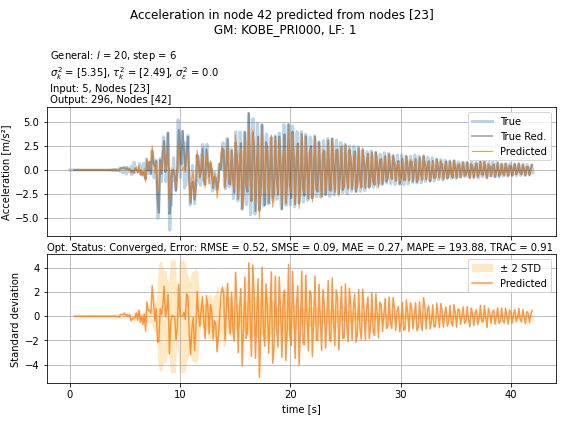 Acceleration in node 42 predicted from nodes [23]
GM: KOBE_PRI000, LF: 1
General: l = 20, step = 6
σ²ₖ = [5.35], τ²ₖ = [2.49], σ²ε = 0.0
Input: 5, Nodes [23]
Output: 296, Nodes [42]
Acceleration [m/s²]
5.0
2.5
0.0
−2.5
−5.0
True
True Red.
Predicted
Opt. Status: Converged, Error: RMSE = 0.52, SMSE = 0.09, MAE = 0.27, MAPE = 193.88, TRAC = 0.91
Standard deviation
4
2
0
−2
−4
± 2 STD
Predicted
0 10 20 30 40
time [s]